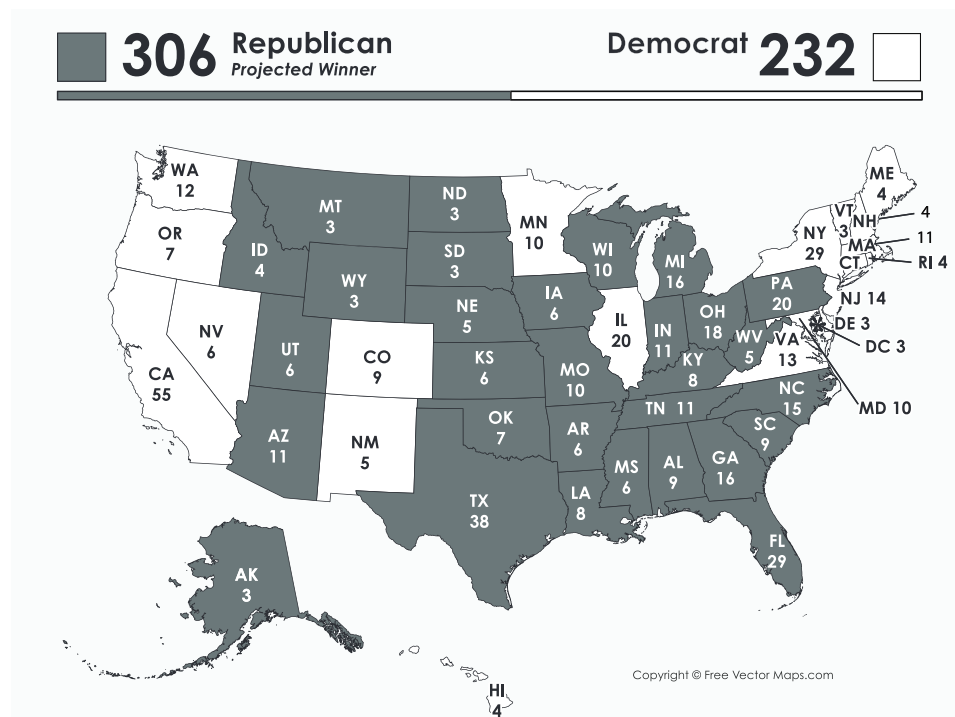 306 Republican
Projected Winner
Democrat 232
WA
12
OR
7
CA
55
NV
6
ID
4
MT
3
WY
3
UT
6
AZ
11
CO
9
NM
5
ND
3
SD
3
NE
5
KS
6
OK
7
TX
38
MN
10
IA
6
MO
10
AR
6
LA
8
WI
10
IL
20
MI
16
IN
11
OH
18
KY
8
TN 11
MS
6
AL
9
GA
16
FL
29
SC
9
NC
15
WV
5
VA
13
PA
20
NY
29
VT
3
NH
4
ME
4
MA
11
CT
RI 4
NJ 14
DE 3
DC 3
MD 10
AK
3
HI
4
Copyright © Free Vector Maps.com